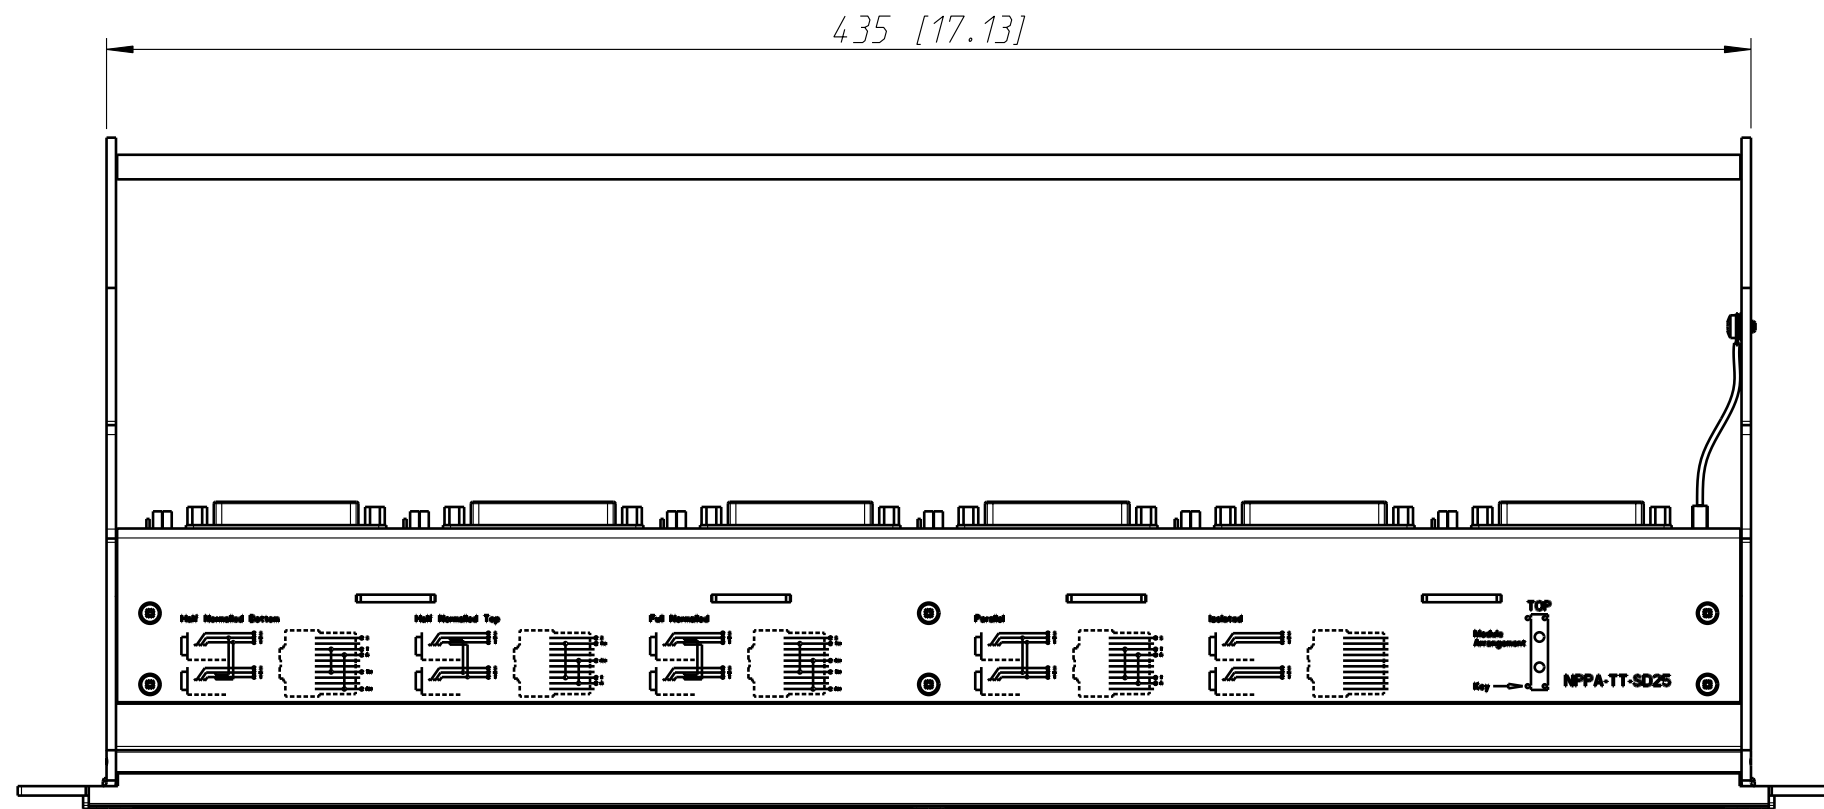 435 [17.13]
Half Normalled Bottom
Half Normalled Top
Full Normalled
Parallel
Isolated
TOP
Module
Arrangement
Key
NPPA-TT-SD25